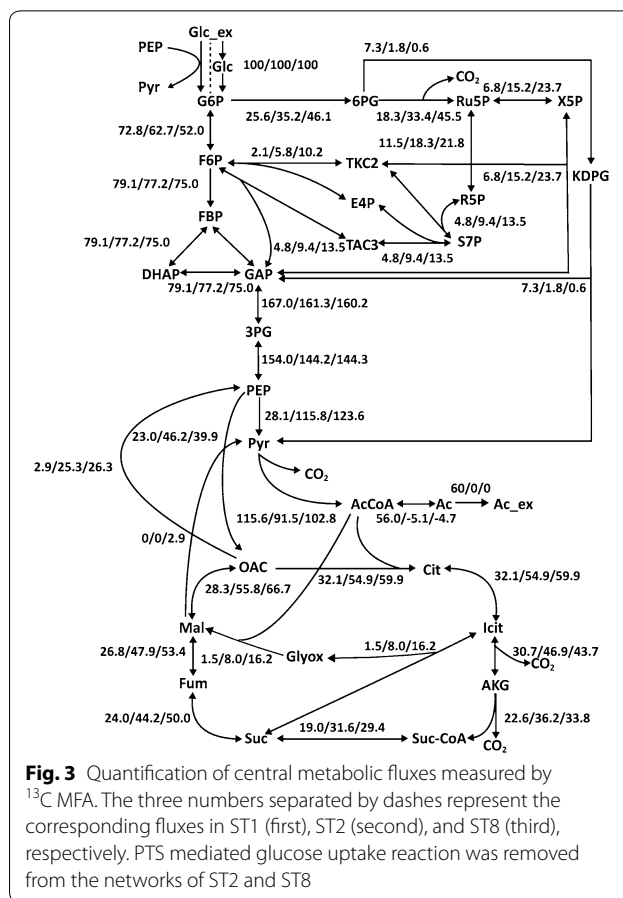 Glc_ex
PEP
7.3/1.8/0.6
Glc
100/100/100
CO2
Pyr
6.8/15.2/23.7
G6P
6PG
Ru5P
X5P
25.6/35.2/46.1
18.3/33.4/45.5
72.8/62.7/52.0
11.5/18.3/21.8
2.1/5.8/10.2
F6P
TKC2
6.8/15.2/23.7
KDPG
79.1/77.2/75.0
E4P
R5P
FBP
4.8/9.4/13.5
4.8/9.4/13.5
TAC3
S7P
79.1/77.2/75.0
4.8/9.4/13.5
DHAP
GAP
79.1/77.2/75.0
7.3/1.8/0.6
167.0/161.3/160.2
3PG
154.0/144.2/144.3
PEP
28.1/115.8/123.6
23.0/46.2/39.9
Pyr
2.9/25.3/26.3
CO2
60/0/0
AcCoA
Ac
Ac_ex
115.6/91.5/102.8
56.0/-5.1/-4.7
0/0/2.9
OAC
Cit
28.3/55.8/66.7
32.1/54.9/59.9
32.1/54.9/59.9
Mal
Icit
26.8/47.9/53.4
1.5/8.0/16.2
Glyox
1.5/8.0/16.2
30.7/46.9/43.7
CO2
Fum
AKG
24.0/44.2/50.0
19.0/31.6/29.4
22.6/36.2/33.8
Suc
Suc-CoA
CO2
Fig. 3 Quantification of central metabolic fluxes measured by
13C MFA. The three numbers separated by dashes represent the
corresponding fluxes in ST1 (first), ST2 (second), and ST8 (third),
respectively. PTS mediated glucose uptake reaction was removed
from the networks of ST2 and ST8